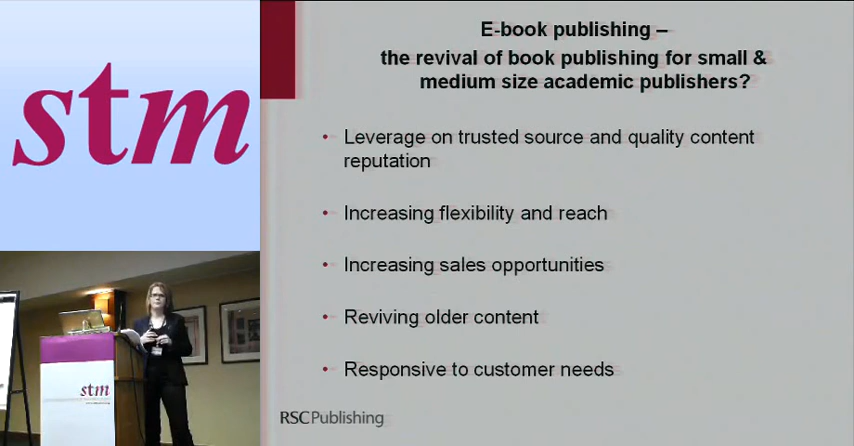 stm
E-book publishing –
the revival of book publishing for small &
medium size academic publishers?
• Leverage on trusted source and quality content
reputation
• Increasing flexibility and reach
• Increasing sales opportunities
• Reviving older content
• Responsive to customer needs
RSCPublishing
stm